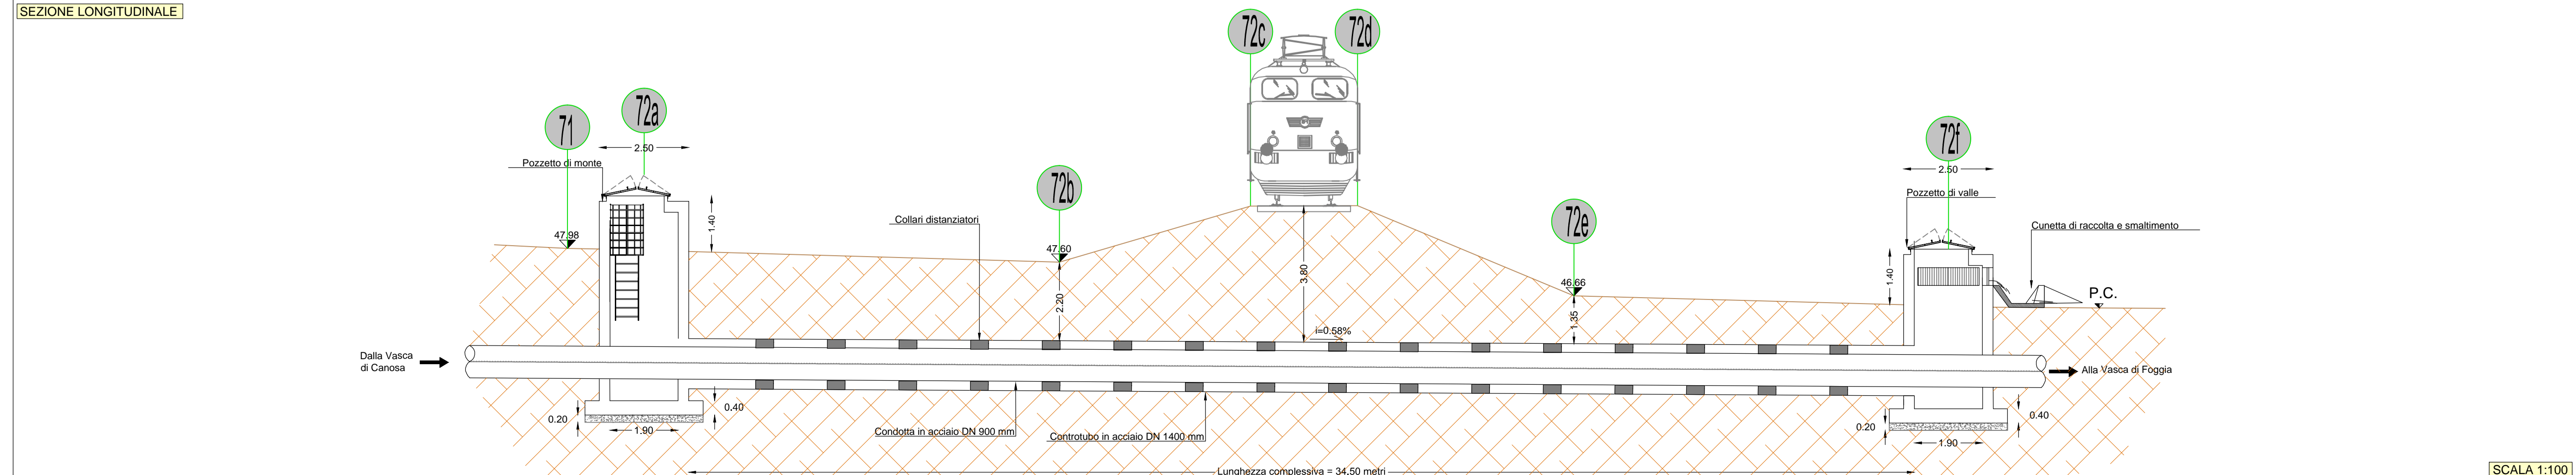 SEZIONE LONGITUDINALE
72c
72d
72a
71
72f
2.50
Pozzetto di monte
2.50
72b
Pozzetto di valle
72e
Collari distanziatori
1.40
Cunetta di raccolta e smaltimento
47.98
47.60
3.80
1.40
46.66
P.C.
2.20
1.35
i=0.58%
Dalla Vasca
di Canosa
Alla Vasca di Foggia
0.40
0.20
1.90
Condotta in acciaio DN 900 mm
Controtubo in acciaio DN 1400 mm
0.40
0.20
1.90
Lunghezza complessiva = 34.50 metri
SCALA 1:100